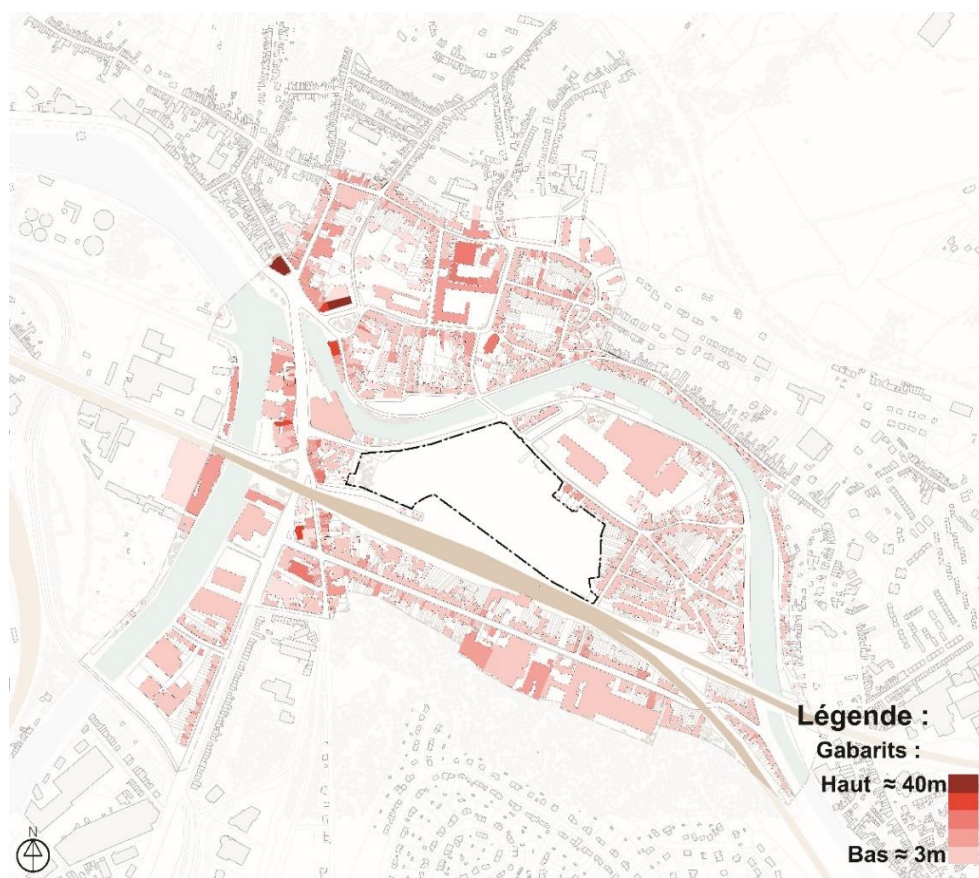 Légende :
Gabarits :
Haut ≈ 40m
Bas ≈ 3m
N